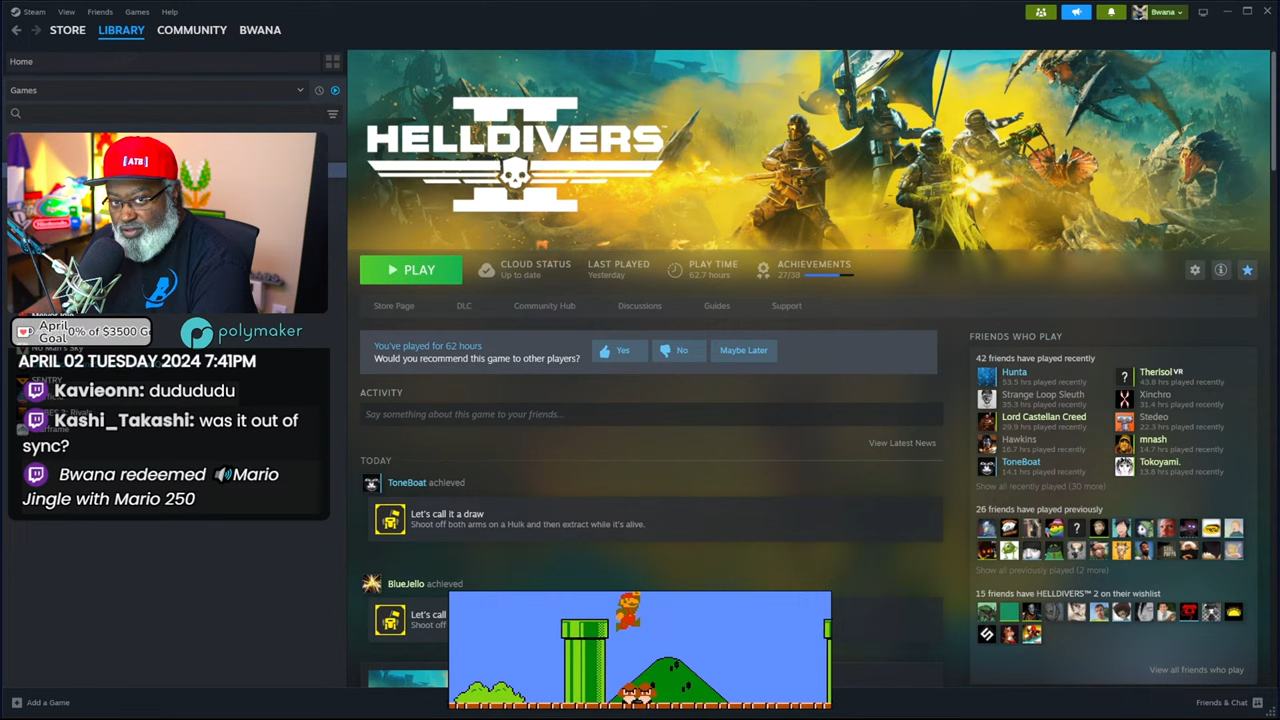 Steam View Friends Games Help
Bwana
STORE LIBRARY COMMUNITY BWANA
Home
Games
HELLDIVERS II
[ATB]
Nintendo
PLAY
CLOUD STATUS
Up to date
LAST PLAYED
Yesterday
PLAY TIME
62.7 hours
ACHIEVEMENTS
27/38
Store Page DLC Community Hub Discussions Guides Support
You've played for 62 hours
Would you recommend this game to other players?
Yes No Maybe Later
ACTIVITY
Say something about this game to your friends...
View Latest News
TODAY
ToneBoat achieved
Let's call it a draw
Shoot off both arms on a Hulk and then extract while it's alive.
BlueJello achieved
Let's call
Shoot off
April
Goal
0% of $3500
polymaker
No Man's Sky
APRIL 02 TUESDAY 2024 7:41PM
Kavieonn: dudududu
SENTRY
Kashi_Takashi: was it out of
sync?
Bwana redeemed Mario
Jingle with Mario 250
FRIENDS WHO PLAY
42 friends have played recently
Hunta
53.5 hrs played recently
Therisol VR
43.8 hrs played recently
Strange Loop Sleuth
35.3 hrs played recently
Xinchro
31.4 hrs played recently
Lord Castellan Creed
29.9 hrs played recently
Stedeo
22.3 hrs played recently
Hawkins
16.7 hrs played recently
mnash
14.7 hrs played recently
ToneBoat
14.1 hrs played recently
Tokoyami.
13.8 hrs played recently
Show all recently played (30 more)
26 friends have played previously
Show all previously played (2 more)
15 friends have HELLDIVERS™ 2 on their wishlist
View all friends who play
Add a Game
Friends & Chat